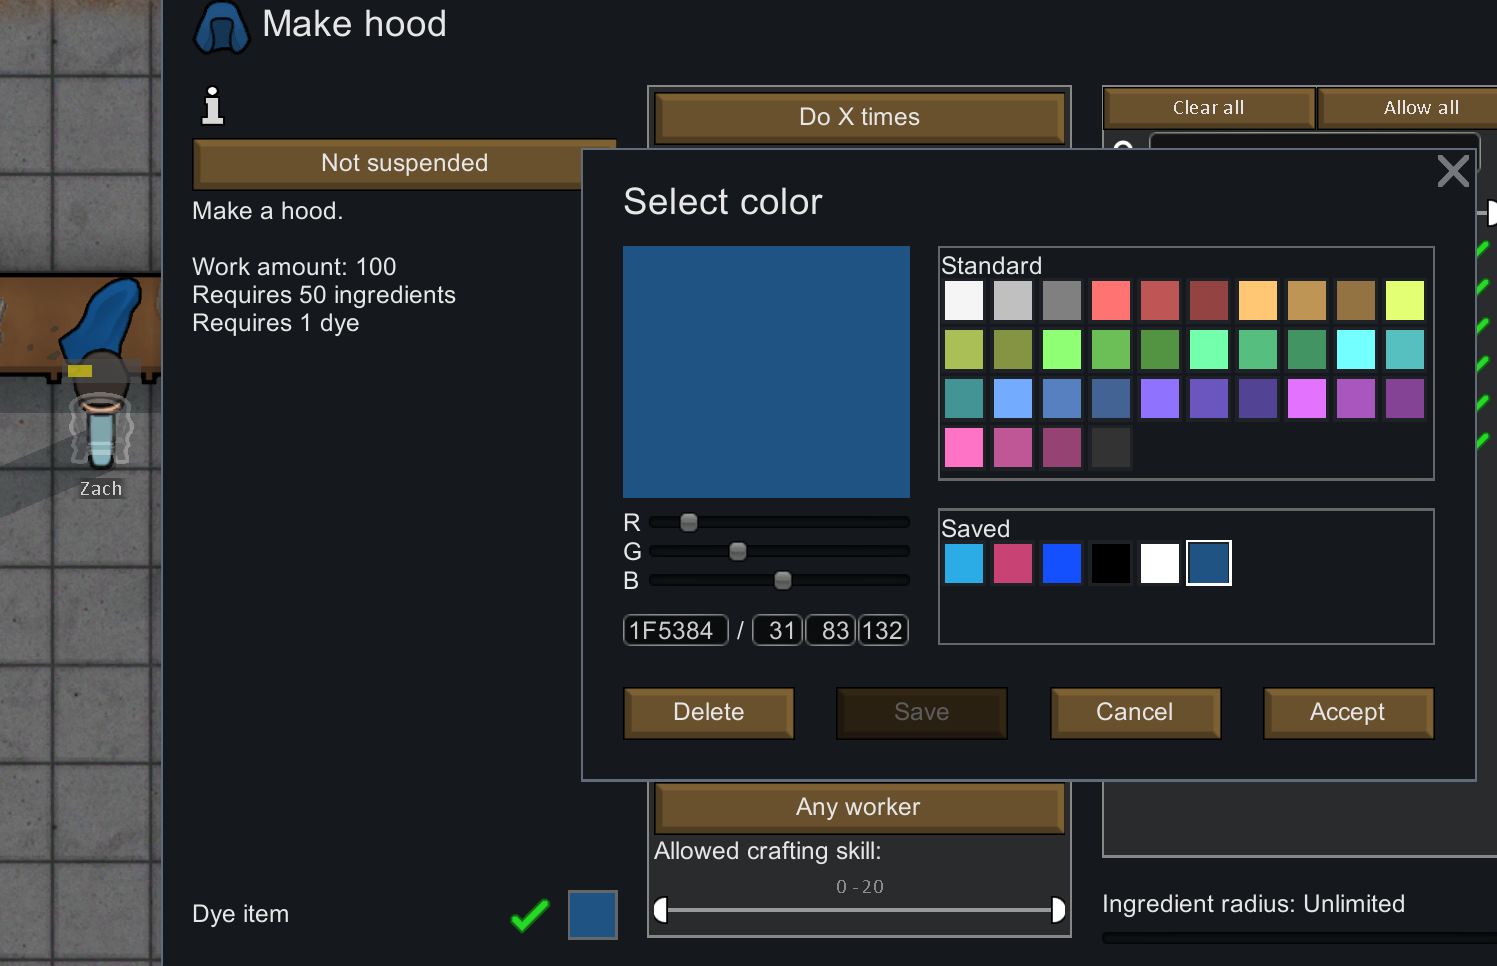 Make hood
Do X times
Clear all
Allow all
Not suspended
Make a hood.
Work amount: 100
Requires 50 ingredients
Requires 1 dye
Select color
Standard
R
G
B
1F5384 / 31 83 132
Saved
Delete
Save
Cancel
Accept
Zach
Any worker
Allowed crafting skill:
0 - 20
Dye item
Ingredient radius: Unlimited